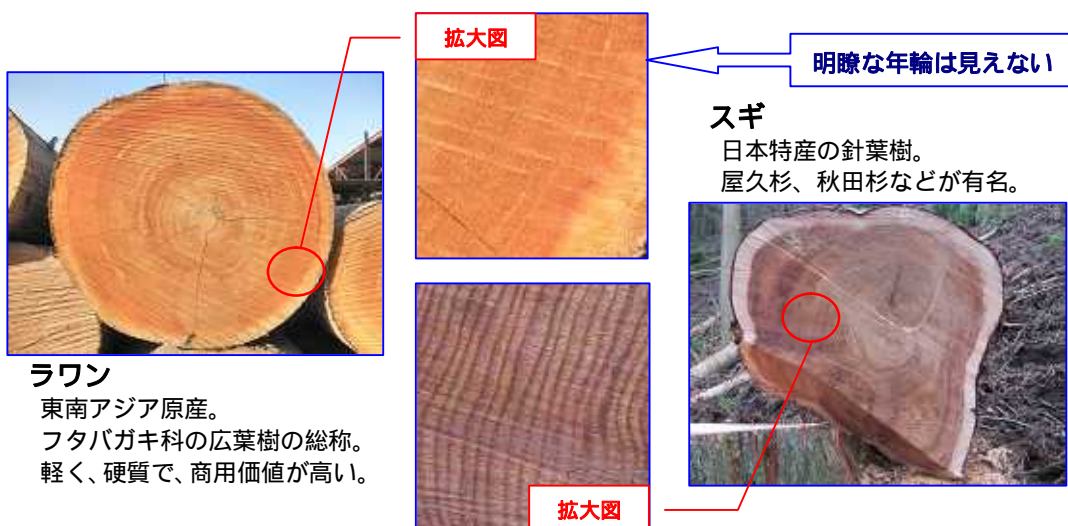 拡大図
明瞭な年輪は見えない
スギ
日本特産の針葉樹。
屋久杉、秋田杉などが有名。
ラワン
東南アジア原産。
フタバガキ科の広葉樹の総称。
軽く、硬質で、商用価値が高い。
拡大図